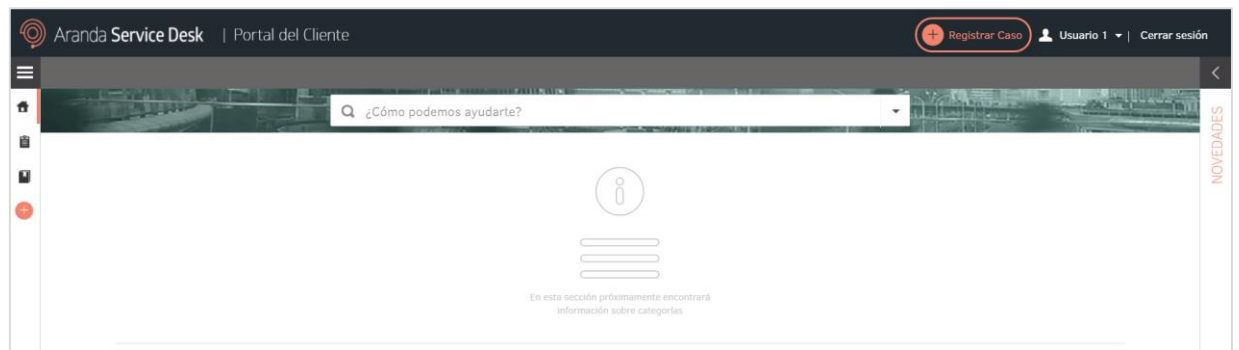 Aranda Service Desk | Portal del Cliente
Registrar Caso
Usuario 1
| Cerrar sesión
¿Cómo podemos ayudarte?
NOVEDADES
En esta sección próximamente encontrará
información sobre categorías